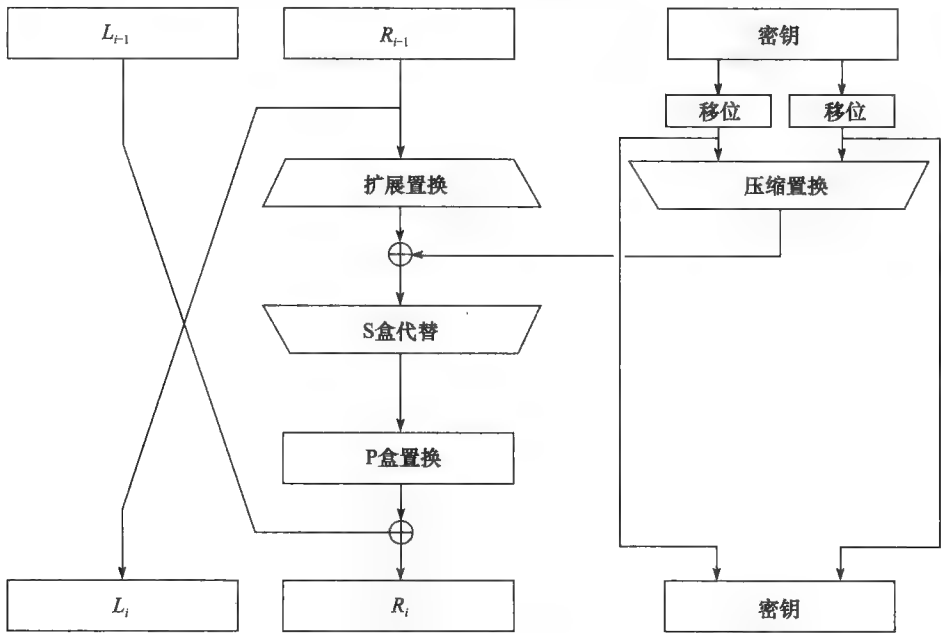 L_{i-1}
R_{i-1}
密钥
移位
移位
扩展置换
压缩置换
S盒代替
P盒置换
L_i
R_i
密钥